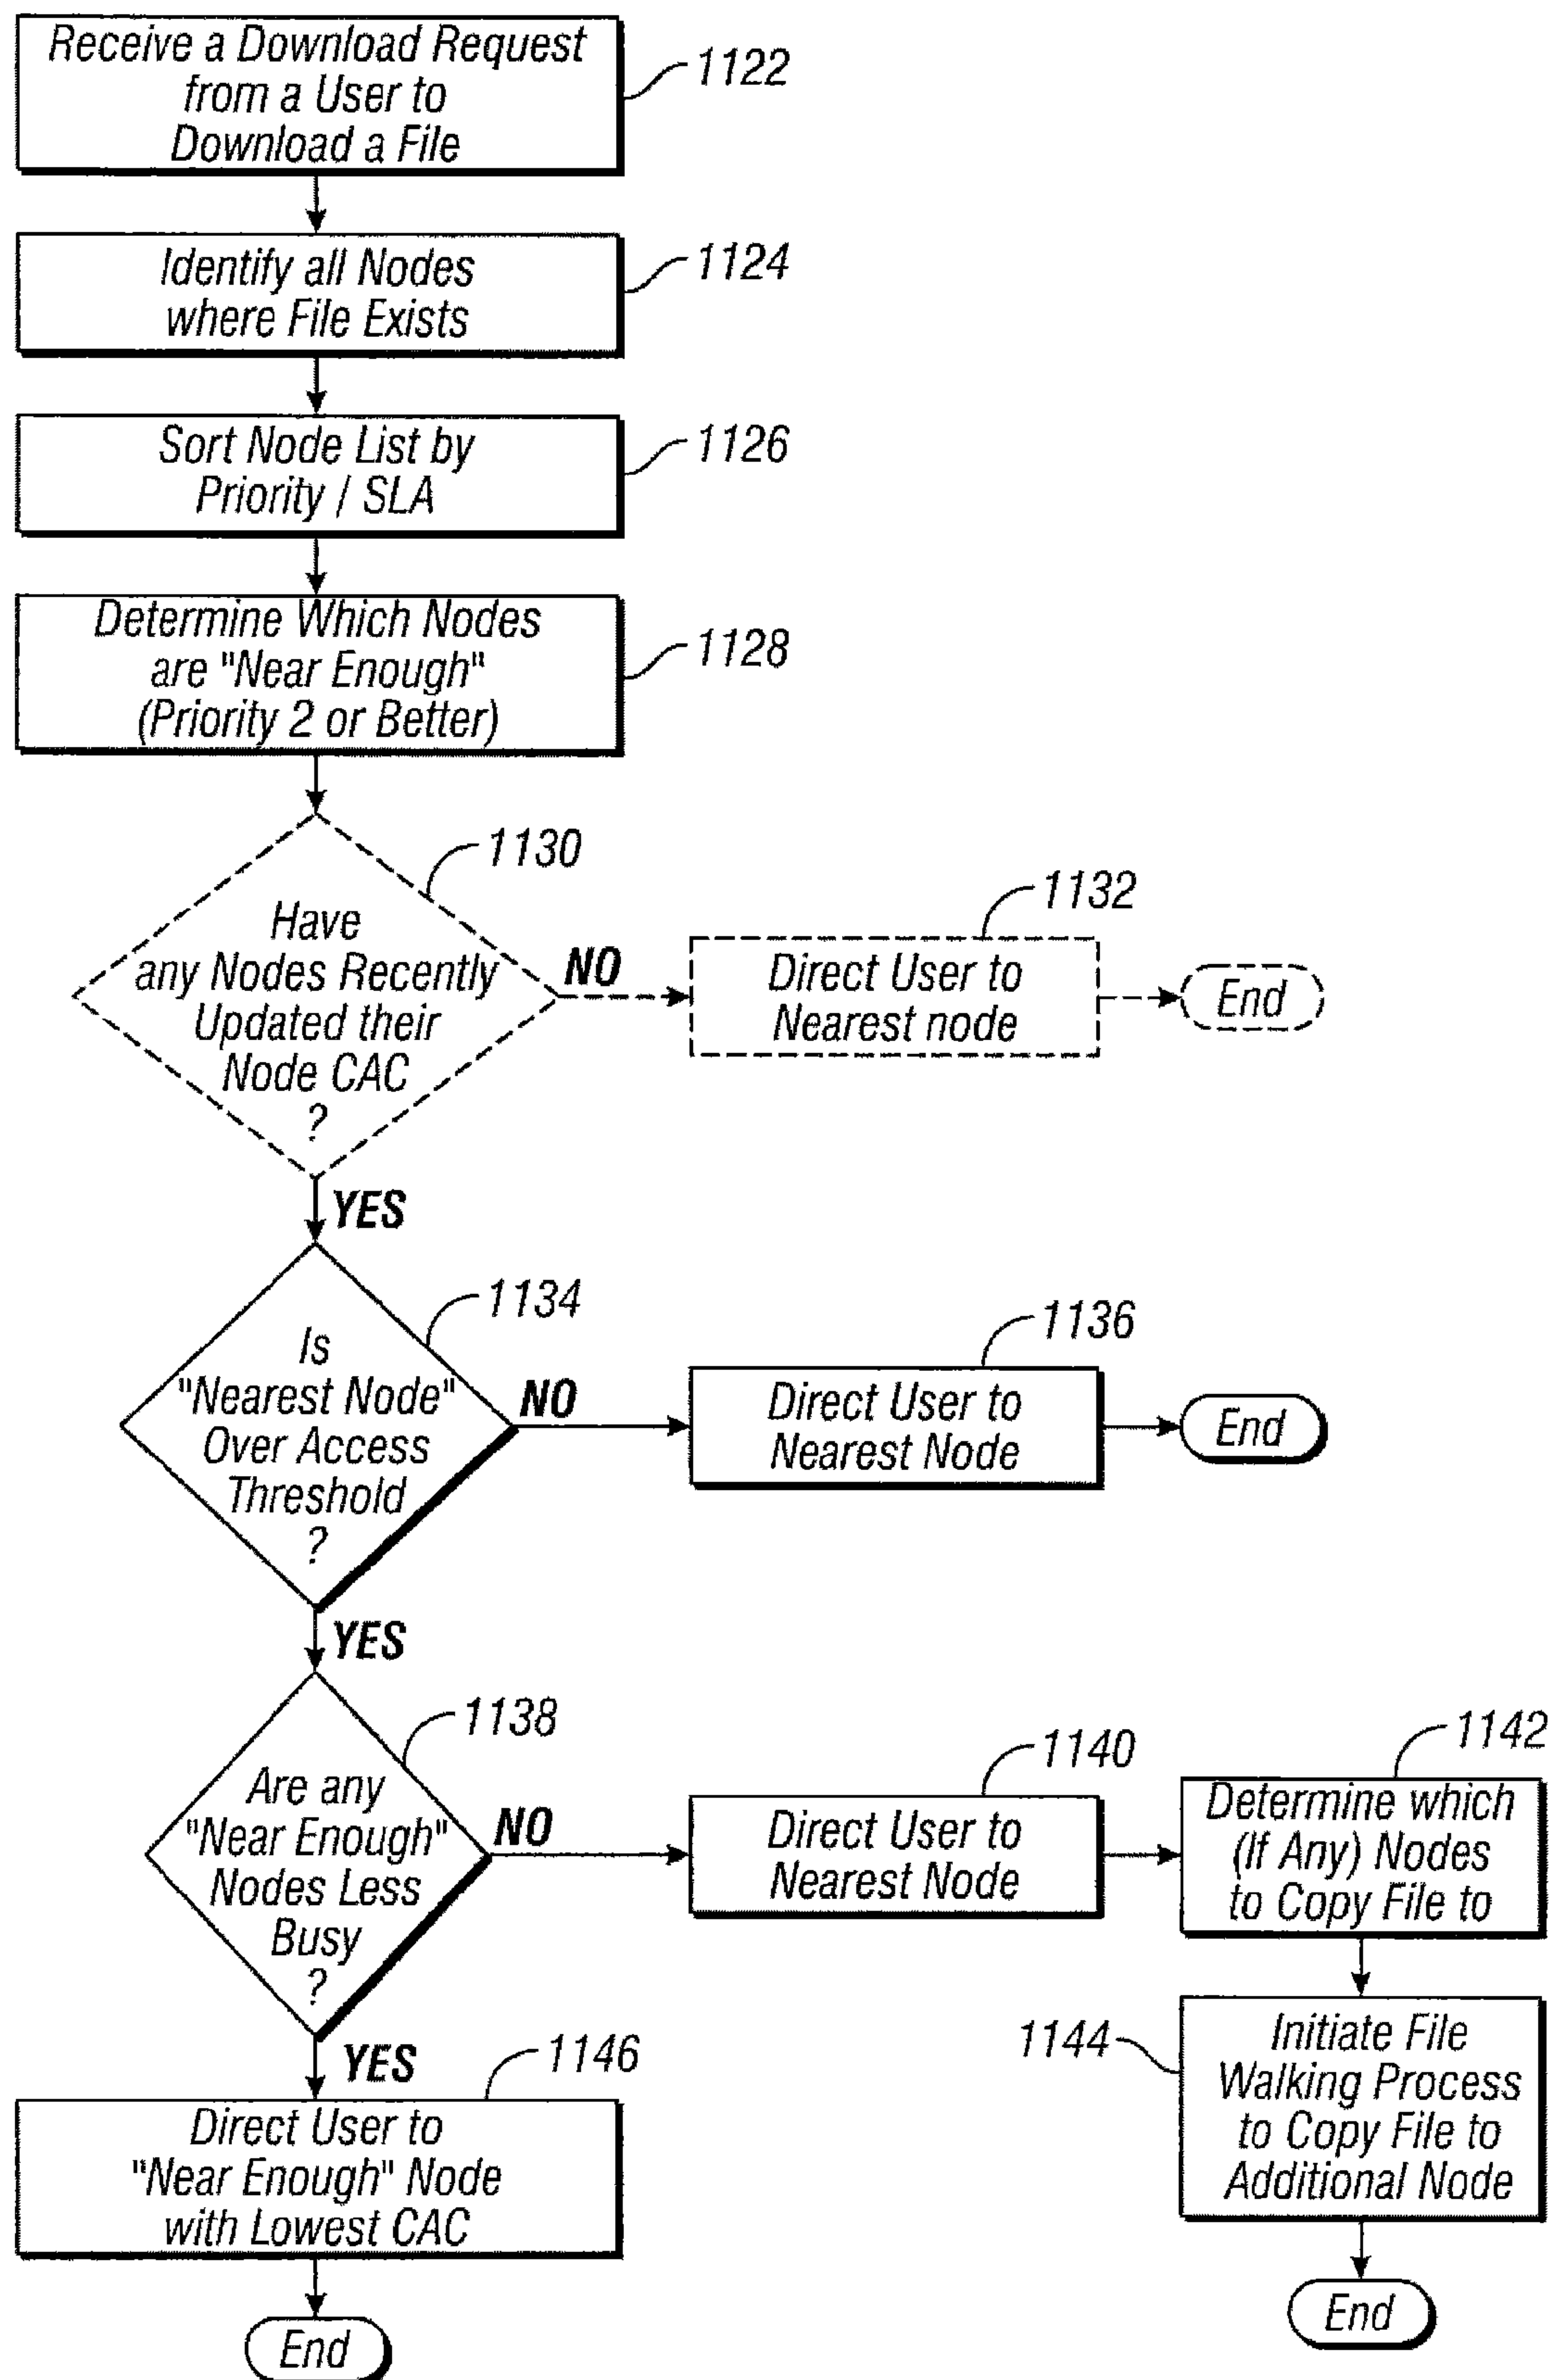 Receive a Download Request
from a User to
Download a File
1122
Identify all Nodes
where File Exists
1124
Sort Node List by
Priority / SLA
1126
Determine Which Nodes
are "Near Enough"
(Priority 2 or Better)
1128
1130
Have
any Nodes Recently
Updated their
Node CAC
?
NO
1132
Direct User to
Nearest node
End
YES
1134
Is
"Nearest Node"
Over Access
Threshold
?
NO
1136
Direct User to
Nearest Node
End
YES
1138
Are any
"Near Enough"
Nodes Less
Busy
?
NO
1140
Direct User to
Nearest Node
1142
Determine which
(If Any) Nodes
to Copy File to
1144
Initiate File
Walking Process
to Copy File to
Additional Node
End
YES
1146
Direct User to
"Near Enough" Node
with Lowest CAC
End